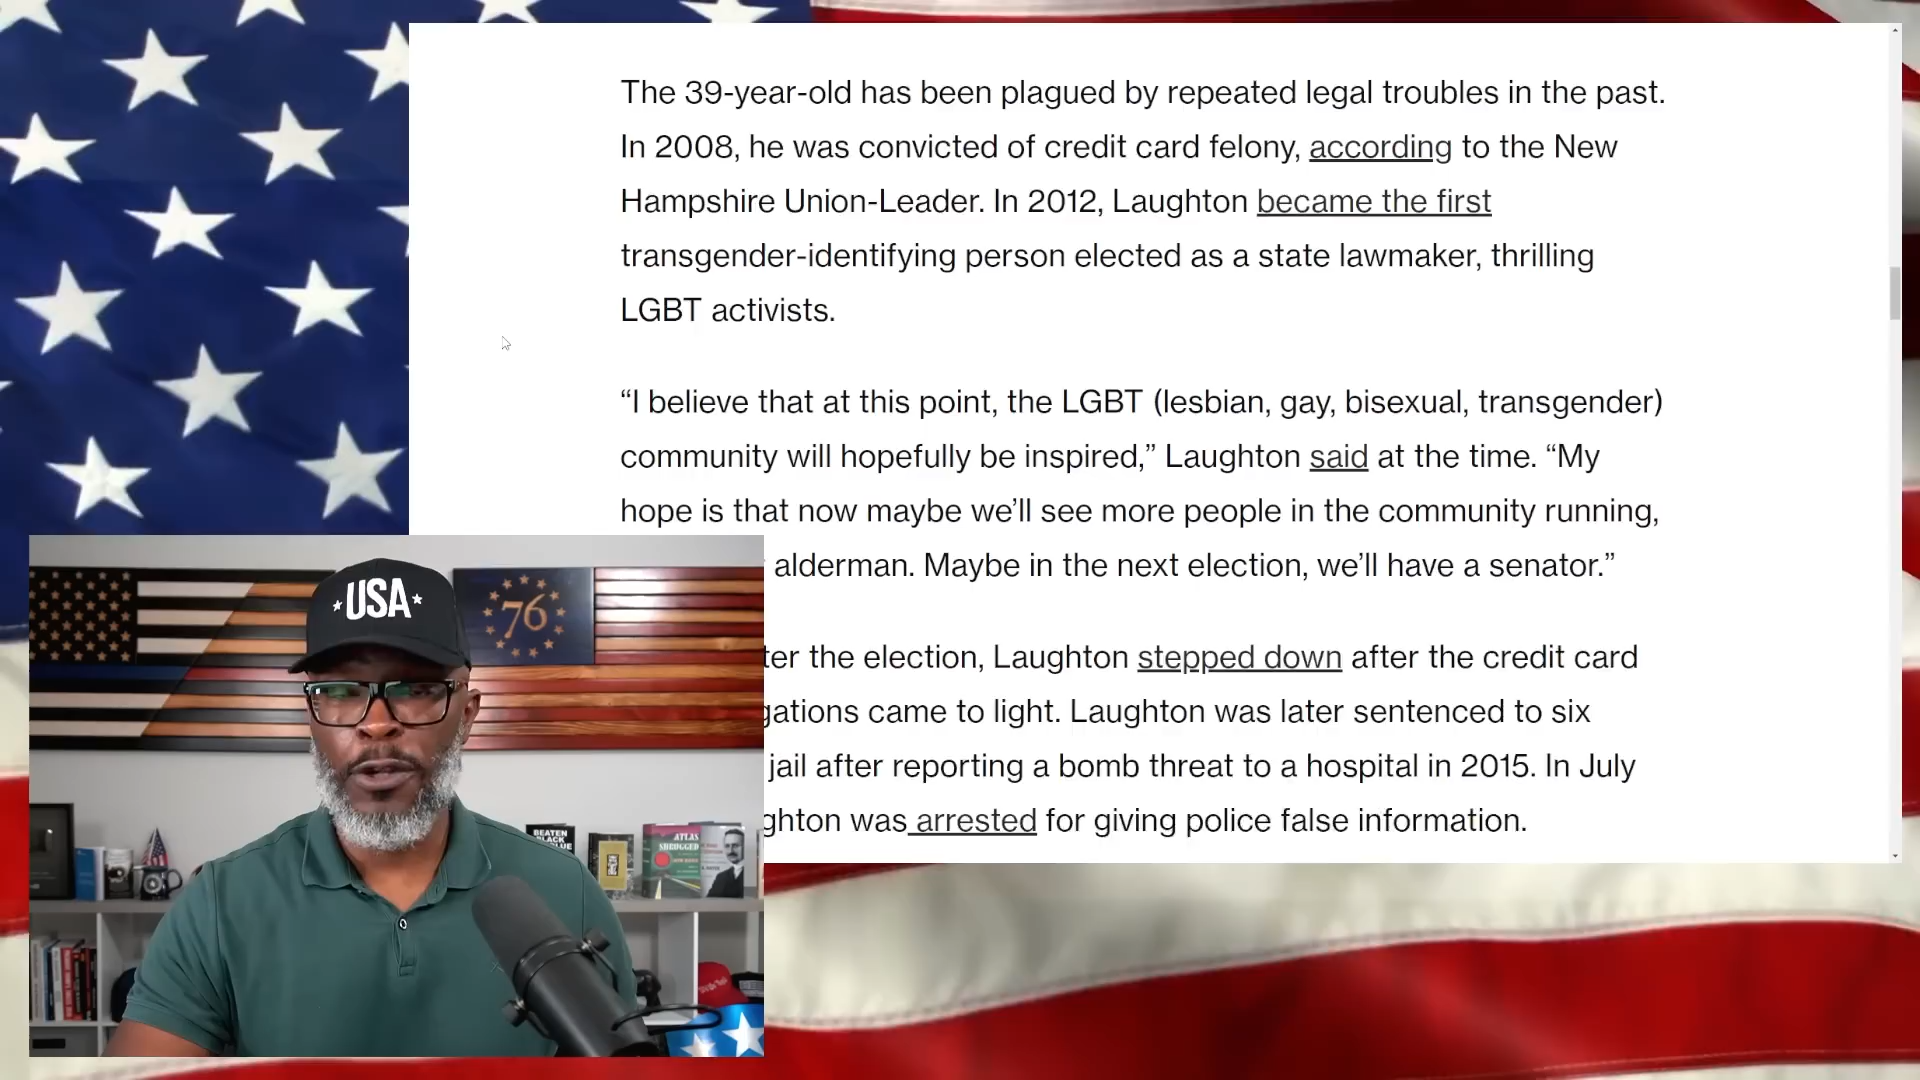 The 39-year-old has been plagued by repeated legal troubles in the past.
In 2008, he was convicted of credit card felony, according to the New
Hampshire Union-Leader. In 2012, Laughton became the first
transgender-identifying person elected as a state lawmaker, thrilling
LGBT activists.
“I believe that at this point, the LGBT (lesbian, gay, bisexual, transgender)
community will hopefully be inspired,” Laughton said at the time. “My
hope is that now maybe we’ll see more people in the community running,
alderman. Maybe in the next election, we’ll have a senator.”
ter the election, Laughton stepped down after the credit card
gations came to light. Laughton was later sentenced to six
jail after reporting a bomb threat to a hospital in 2015. In July
ghton was arrested for giving police false information.
USA
76
BEATEN
BLACK
ATLAS
SHRUGGED